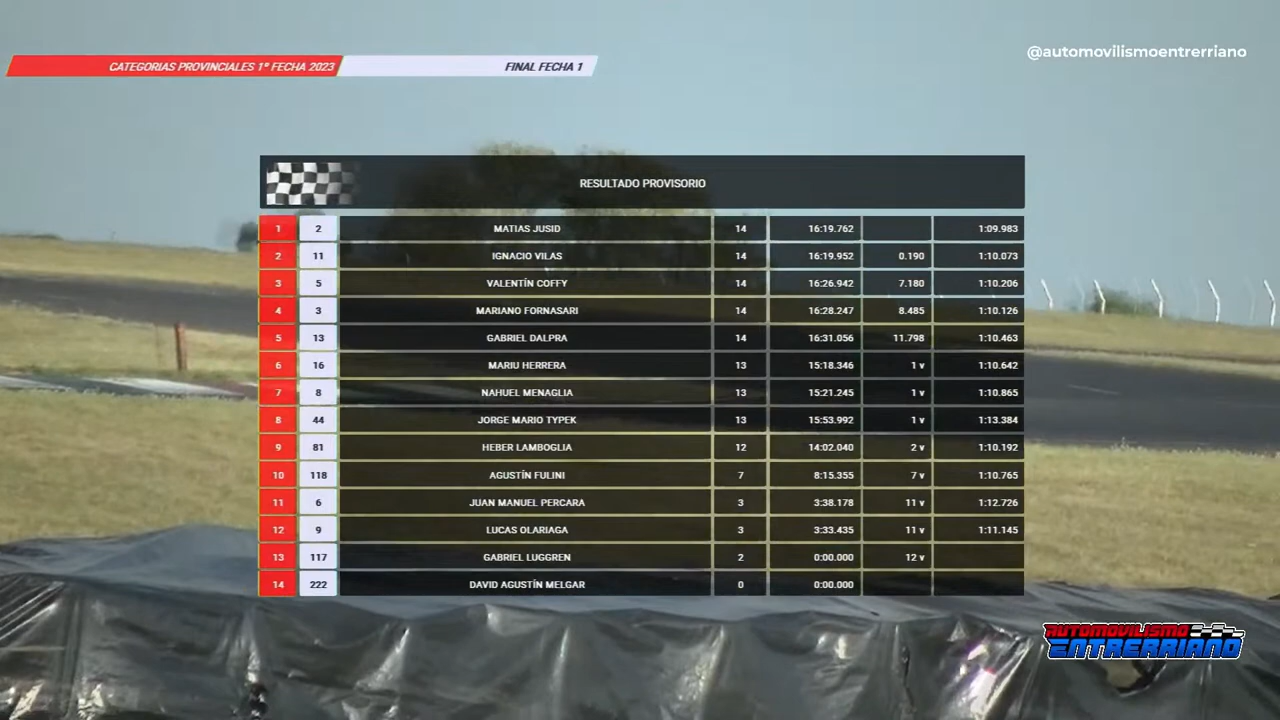 @automovilismoentrerriano
CATEGORIAS PROVINCIALES 1º FECHA 2023 FINAL FECHA 1
RESULTADO PROVISORIO
1 2 MATIAS JUSID 14 16:19.762 1:09.983
2 11 IGNACIO VILAS 14 16:19.952 0.190 1:10.073
3 5 VALENTÍN COFFY 14 16:26.942 7.180 1:10.206
4 3 MARIANO FORNASARI 14 16:28.247 8.485 1:10.126
5 13 GABRIEL DALPRA 14 16:31.056 11.798 1:10.463
6 16 MARIU HERRERA 13 15:18.346 1 v 1:10.642
7 8 NAHUEL MENAGLIA 13 15:21.245 1 v 1:10.865
8 44 JORGE MARIO TYPEK 13 15:53.992 1 v 1:13.384
9 81 HEBER LAMBOGLIA 12 14:02.040 2 v 1:10.192
10 118 AGUSTÍN FULINI 7 8:15.355 7 v 1:10.765
11 6 JUAN MANUEL PERCARA 3 3:38.178 11 v 1:12.726
12 9 LUCAS OLARIAGA 3 3:33.435 11 v 1:11.145
13 117 GABRIEL LUGGREN 2 0:00.000 12 v
14 222 DAVID AGUSTÍN MELGAR 0 0:00.000
AUTOMOVILISMO
ENTRERRIANO